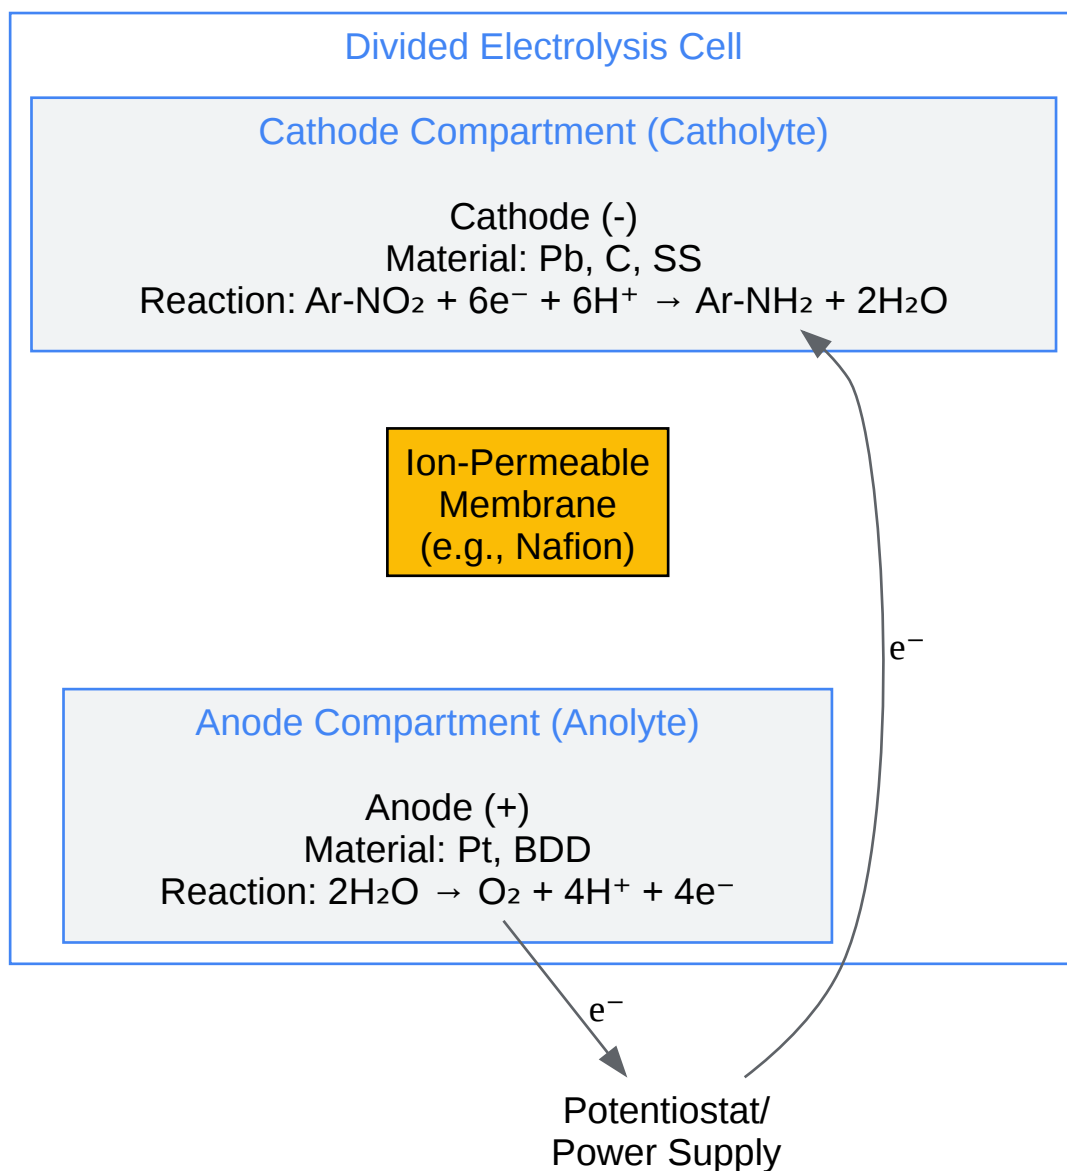 Divided Electrolysis Cell
Cathode Compartment (Catholyte)
Cathode (-)
Material: Pb, C, SS
Reaction: Ar-NO₂ + 6e⁻ + 6H⁺ → Ar-NH₂ + 2H₂O
Ion-Permeable
Membrane
(e.g., Nafion)
e⁻
Anode Compartment (Anolyte)
Anode (+)
Material: Pt, BDD
Reaction: 2H₂O → O₂ + 4H⁺ + 4e⁻
e⁻
Potentiostat/
Power Supply